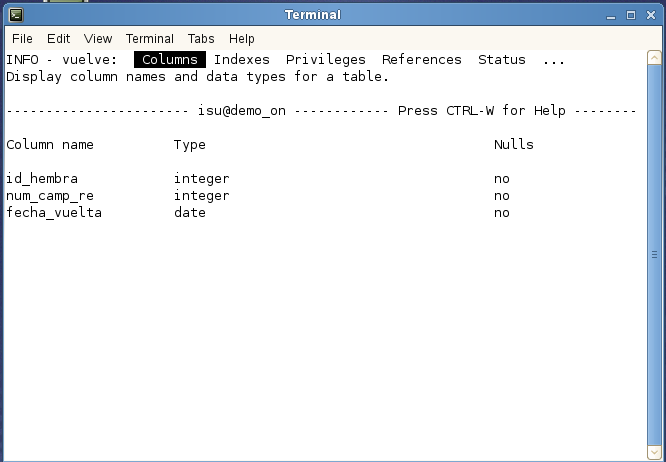 Terminal
File Edit View Terminal Tabs Help
INFO - vuelve: Columns Indexes Privileges References Status ...
Display column names and data types for a table.
----------------------- isu@demo_on ------------ Press CTRL-W for Help --------
Column name Type Nulls
id_hembra integer no
num_camp_re integer no
fecha_vuelta date no